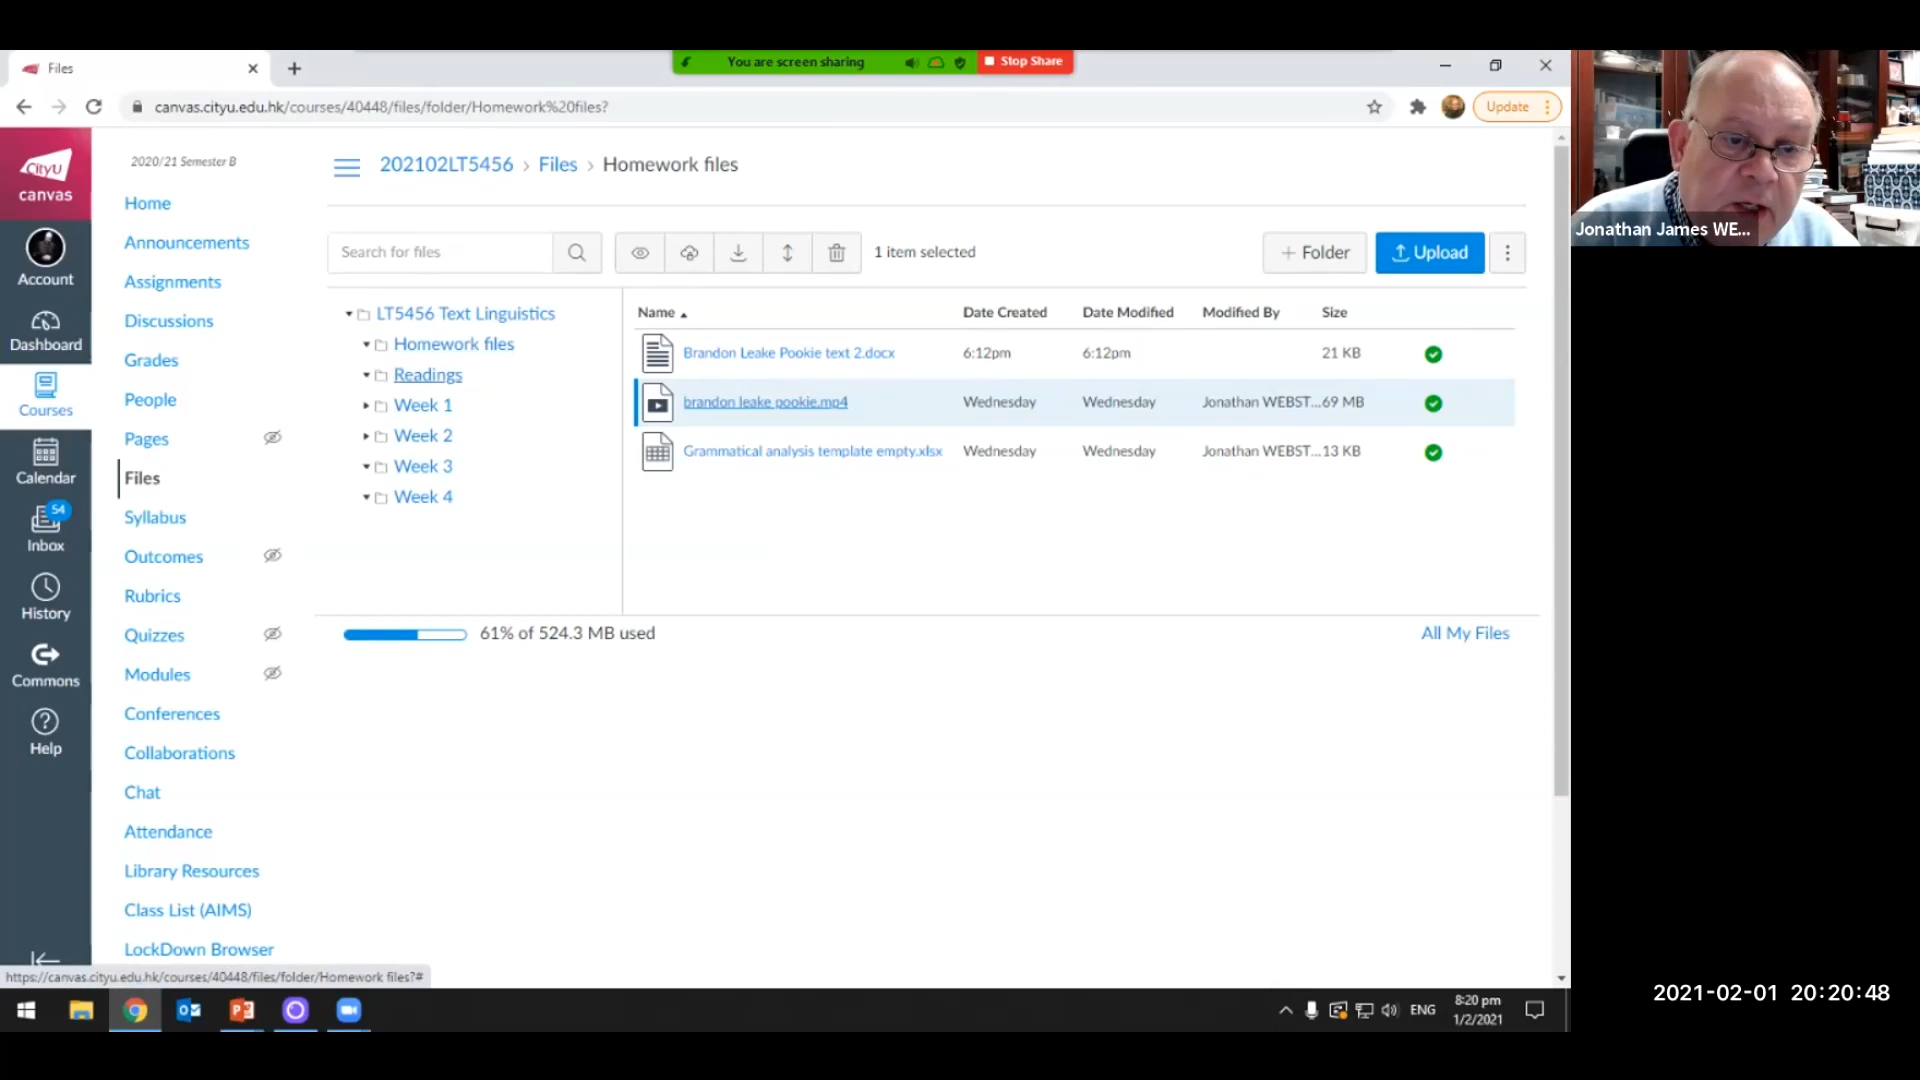 Files
You are screen sharing
Stop Share
canvas.cityu.edu.hk/courses/40448/files/folder/Homework%20files?
Update
Jonathan James WE...
CityU
canvas
Account
Dashboard
Courses
Calendar
54
Inbox
History
Commons
Help
2020/21 Semester B
Home
Announcements
Assignments
Discussions
Grades
People
Pages
Files
Syllabus
Outcomes
Rubrics
Quizzes
Modules
Conferences
Collaborations
Chat
Attendance
Library Resources
Class List (AIMS)
LockDown Browser
202102LT5456 › Files › Homework files
Search for files
1 item selected
+ Folder
Upload
LT5456 Text Linguistics
Homework files
Readings
Week 1
Week 2
Week 3
Week 4
Name Date Created Date Modified Modified By Size
Brandon Leake Pookie text 2.docx 6:12pm 6:12pm 21 KB
brandon leake pookie.mp4 Wednesday Wednesday Jonathan WEBST... 69 MB
Grammatical analysis template empty.xlsx Wednesday Wednesday Jonathan WEBST... 13 KB
61% of 524.3 MB used
All My Files
https://canvas.cityu.edu.hk/courses/40448/files/folder/Homework files?#
ENG
8:20 pm
1/2/2021
2021-02-01 20:20:48